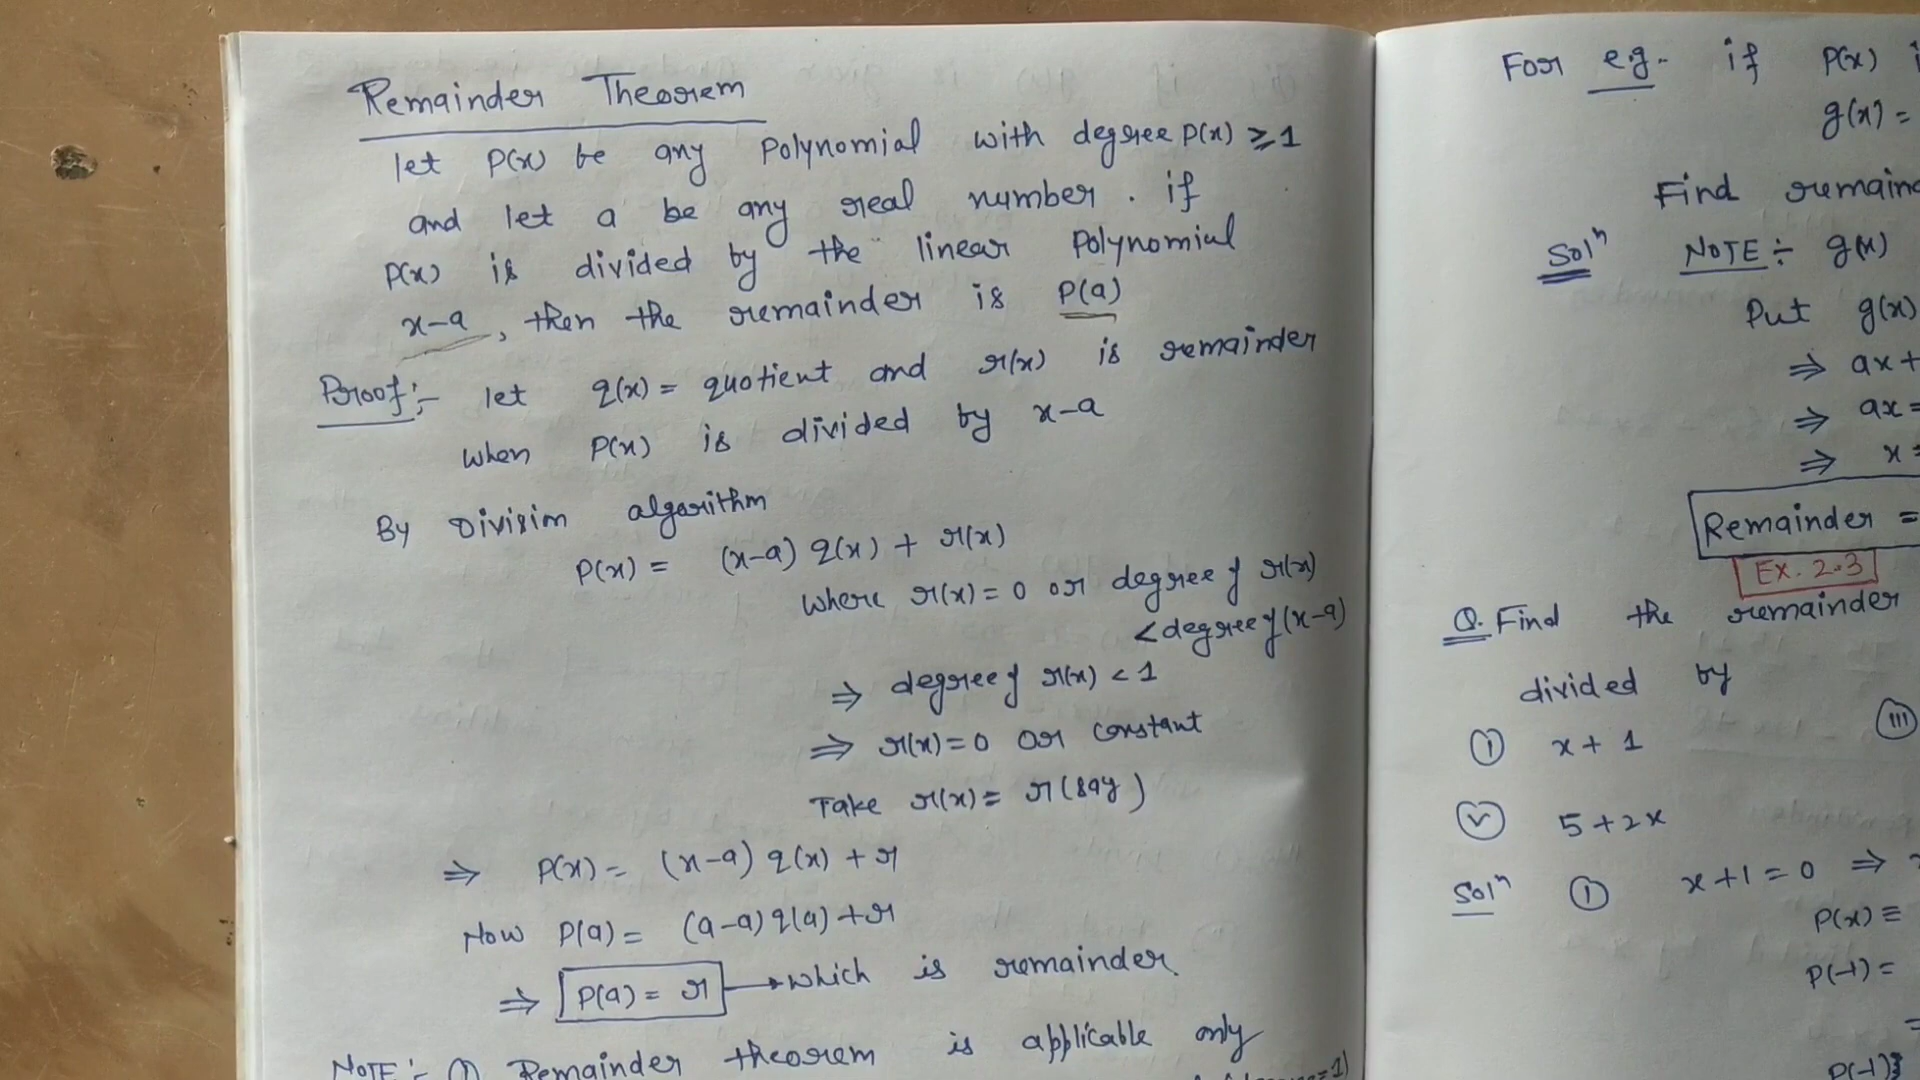 Remainder Theorem
let P(x) be any Polynomial with degree P(x) ⩾ 1
and let a be any real number . if
P(x) is divided by the linear Polynomial
x-a , then the remainder is P(a)
Proof:- let q(x) = quotient and r(x) is remainder
when P(x) is divided by x-a
By Division algorithm
P(x) = (x-a) q(x) + r(x)
where r(x) = 0 or degree of r(x)
< degree of (x-a)
⇒ degree of r(x) < 1
⇒ r(x) = 0 or constant
Take r(x) = r (say)
⇒ P(x) = (x-a) q(x) + r
Now P(a) = (a-a) q(a) + r
⇒ P(a) = r → which is remainder.
NOTE:- ① Remainder theorem is applicable only
For e.g. if P(x)
g(x) =
Find
Solⁿ NOTE ÷ g(x)
Put g(x)
⇒ ax +
⇒ ax =
⇒ x =
Remainder =
Ex. 2.3
Q. Find the remainder
divided by
(i) x + 1
(iii)
(v) 5 + 2x
Solⁿ (i) x + 1 = 0 ⇒
P(x) =
P(-1) =
=
P(-1)